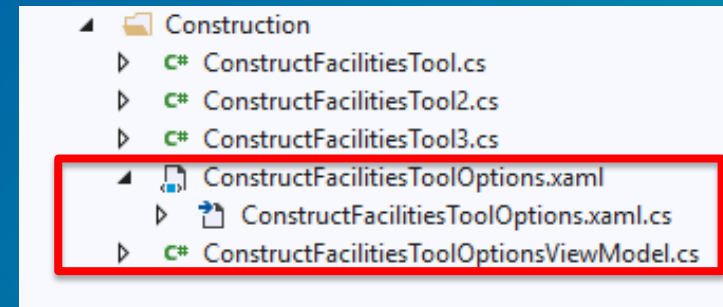 Construction
C# ConstructFacilitiesTool.cs
C# ConstructFacilitiesTool2.cs
C# ConstructFacilitiesTool3.cs
ConstructFacilitiesToolOptions.xaml
ConstructFacilitiesToolOptions.xaml.cs
C# ConstructFacilitiesToolOptionsViewModel.cs